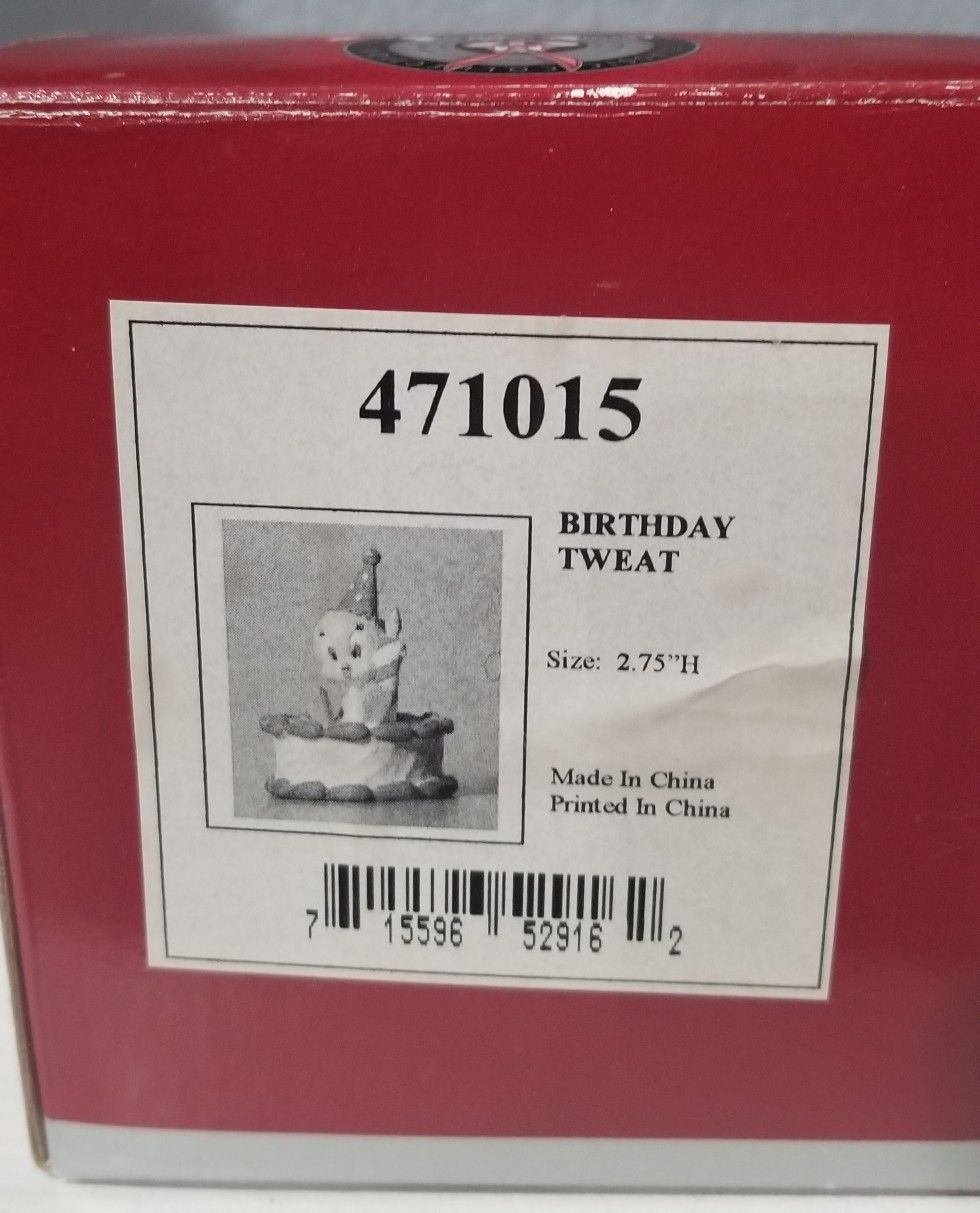 471015
BIRTHDAY
TWEAT
Size: 2.75”H
Made In China
Printed In China
7 15596 52916 2